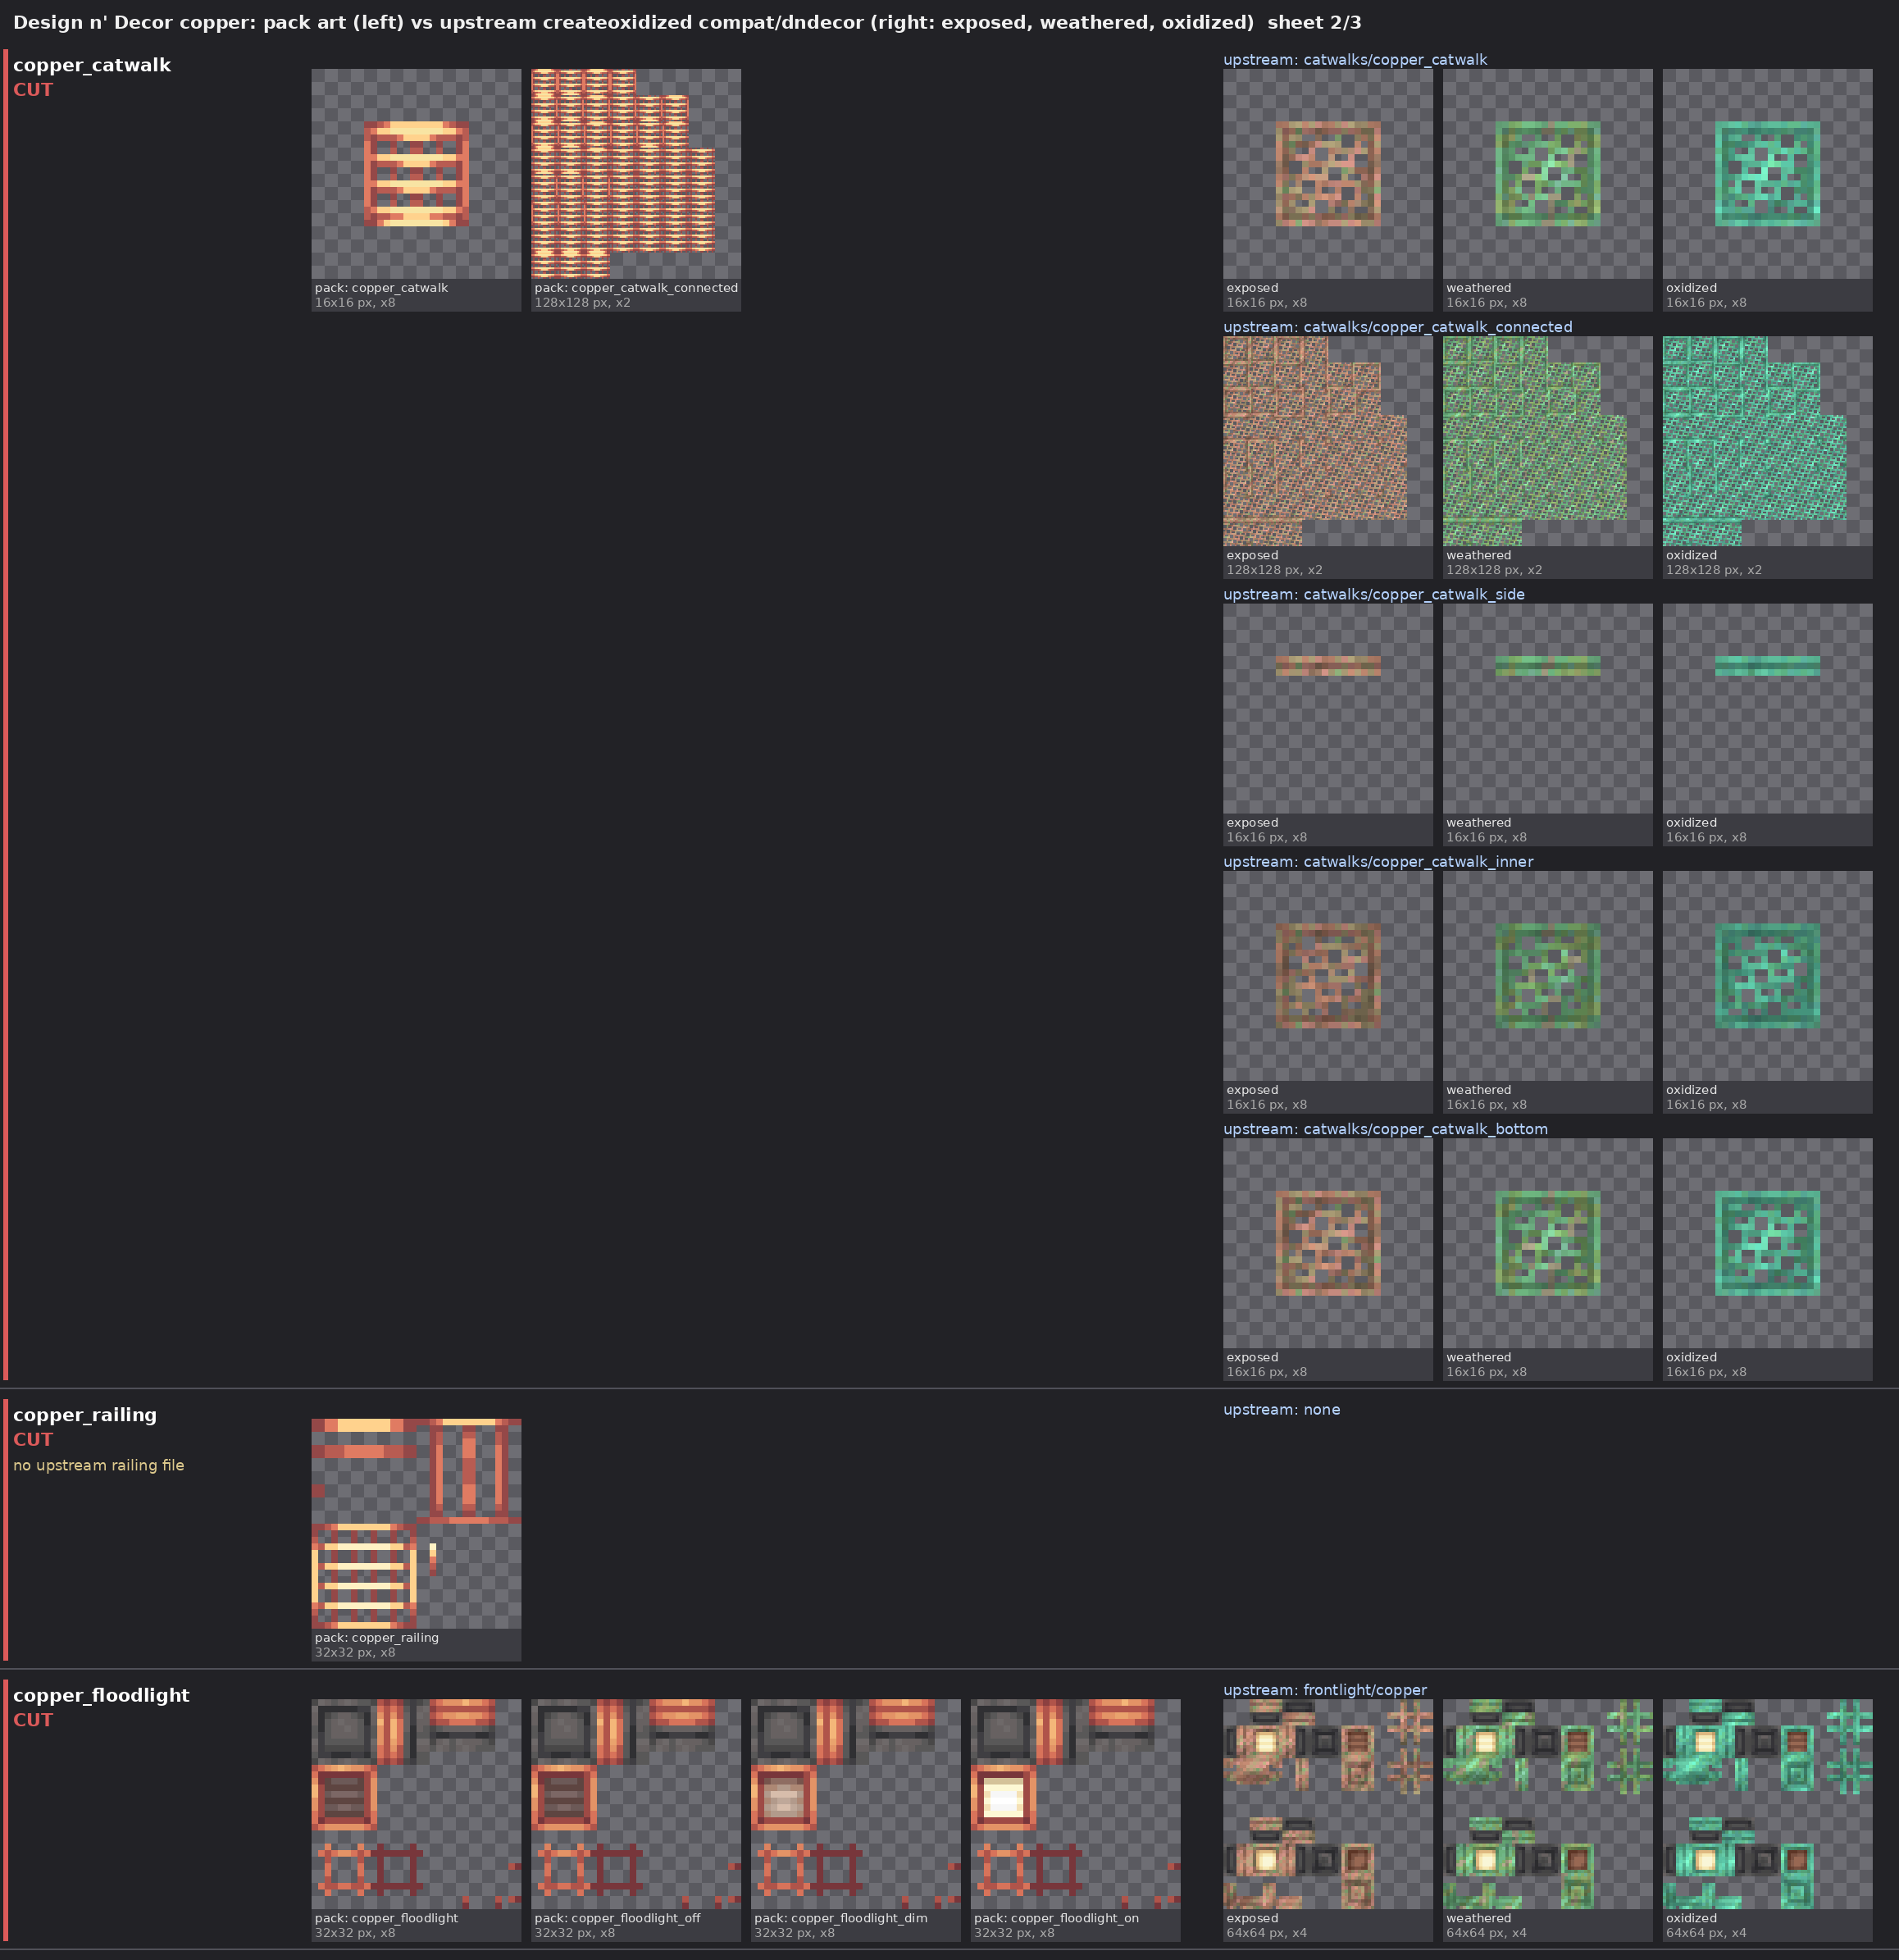 Design n' Decor copper: pack art (left) vs upstream createoxidized compat/dndecor (right: exposed, weathered, oxidized)  sheet 2/3
copper_catwalk
CUT
pack: copper_catwalk
16x16 px, x8
pack: copper_catwalk_connected
128x128 px, x2
upstream: catwalks/copper_catwalk
exposed
16x16 px, x8
weathered
16x16 px, x8
oxidized
16x16 px, x8
upstream: catwalks/copper_catwalk_connected
exposed
128x128 px, x2
weathered
128x128 px, x2
oxidized
128x128 px, x2
upstream: catwalks/copper_catwalk_side
exposed
16x16 px, x8
weathered
16x16 px, x8
oxidized
16x16 px, x8
upstream: catwalks/copper_catwalk_inner
exposed
16x16 px, x8
weathered
16x16 px, x8
oxidized
16x16 px, x8
upstream: catwalks/copper_catwalk_bottom
exposed
16x16 px, x8
weathered
16x16 px, x8
oxidized
16x16 px, x8
copper_railing
CUT
no upstream railing file
pack: copper_railing
32x32 px, x8
upstream: none
copper_floodlight
CUT
pack: copper_floodlight
32x32 px, x8
pack: copper_floodlight_off
32x32 px, x8
pack: copper_floodlight_dim
32x32 px, x8
pack: copper_floodlight_on
32x32 px, x8
upstream: frontlight/copper
exposed
64x64 px, x4
weathered
64x64 px, x4
oxidized
64x64 px, x4